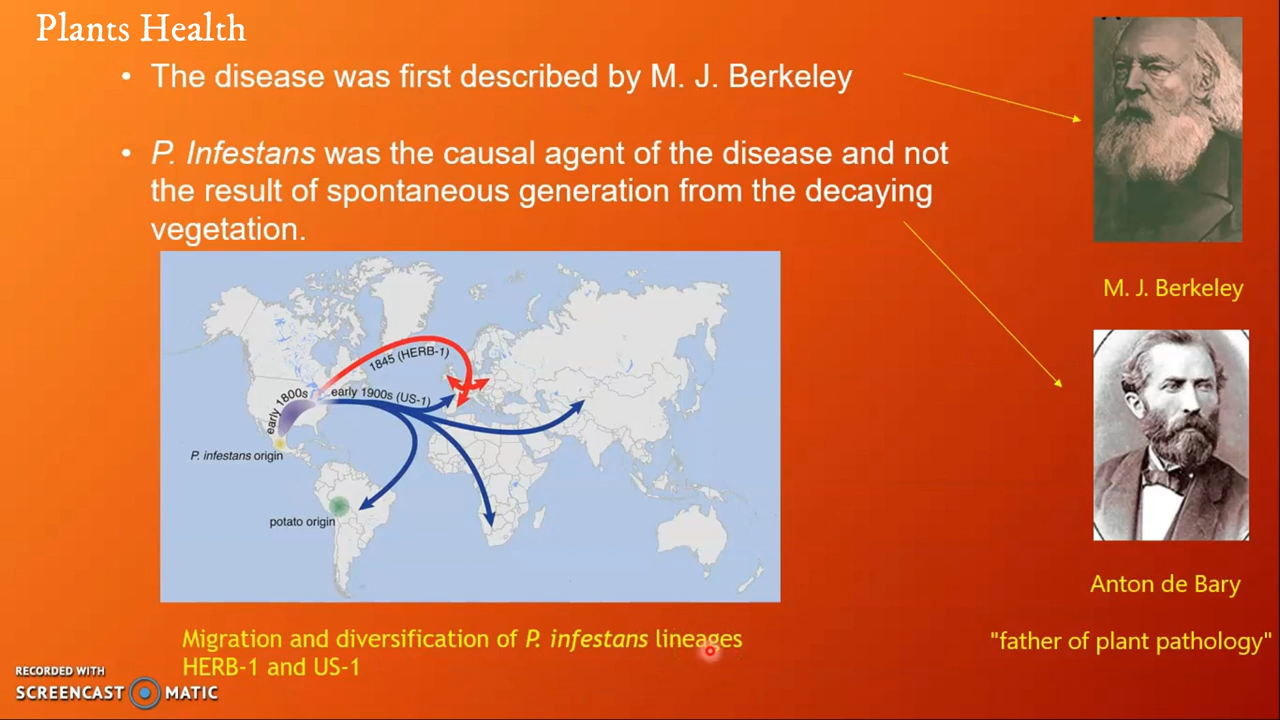 Plants Health
• The disease was first described by M. J. Berkeley
• P. Infestans was the causal agent of the disease and not
the result of spontaneous generation from the decaying
vegetation.
M. J. Berkeley
1845 (HERB-1)
early 1800s
early 1900s (US-1)
P. infestans origin
potato origin
Anton de Bary
"father of plant pathology"
Migration and diversification of P. infestans lineages
HERB-1 and US-1
RECORDED WITH
SCREENCAST MATIC